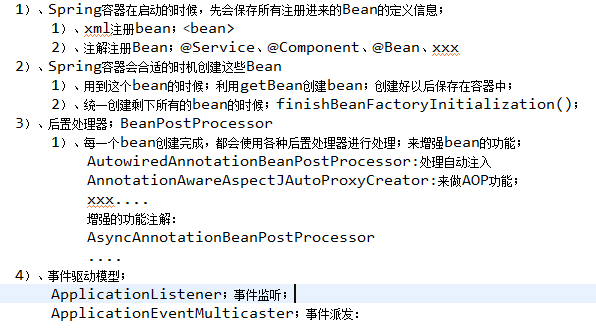 1)、Spring容器在启动的时候，先会保存所有注册进来的Bean的定义信息；
1)、xml注册bean；<bean>
2)、注解注册Bean；@Service、@Component、@Bean、xxx
2)、Spring容器会合适的时机创建这些Bean
1)、用到这个bean的时候；利用getBean创建bean；创建好以后保存在容器中；
2)、统一创建剩下所有的bean的时候；finishBeanFactoryInitialization()；
3)、后置处理器；BeanPostProcessor
1)、每一个bean创建完成，都会使用各种后置处理器进行处理；来增强bean的功能；
AutowiredAnnotationBeanPostProcessor:处理自动注入
AnnotationAwareAspectJAutoProxyCreator:来做AOP功能；
xxx....
增强的功能注解：
AsyncAnnotationBeanPostProcessor
....
4)、事件驱动模型；
ApplicationListener；事件监听；
ApplicationEventMulticaster；事件派发：